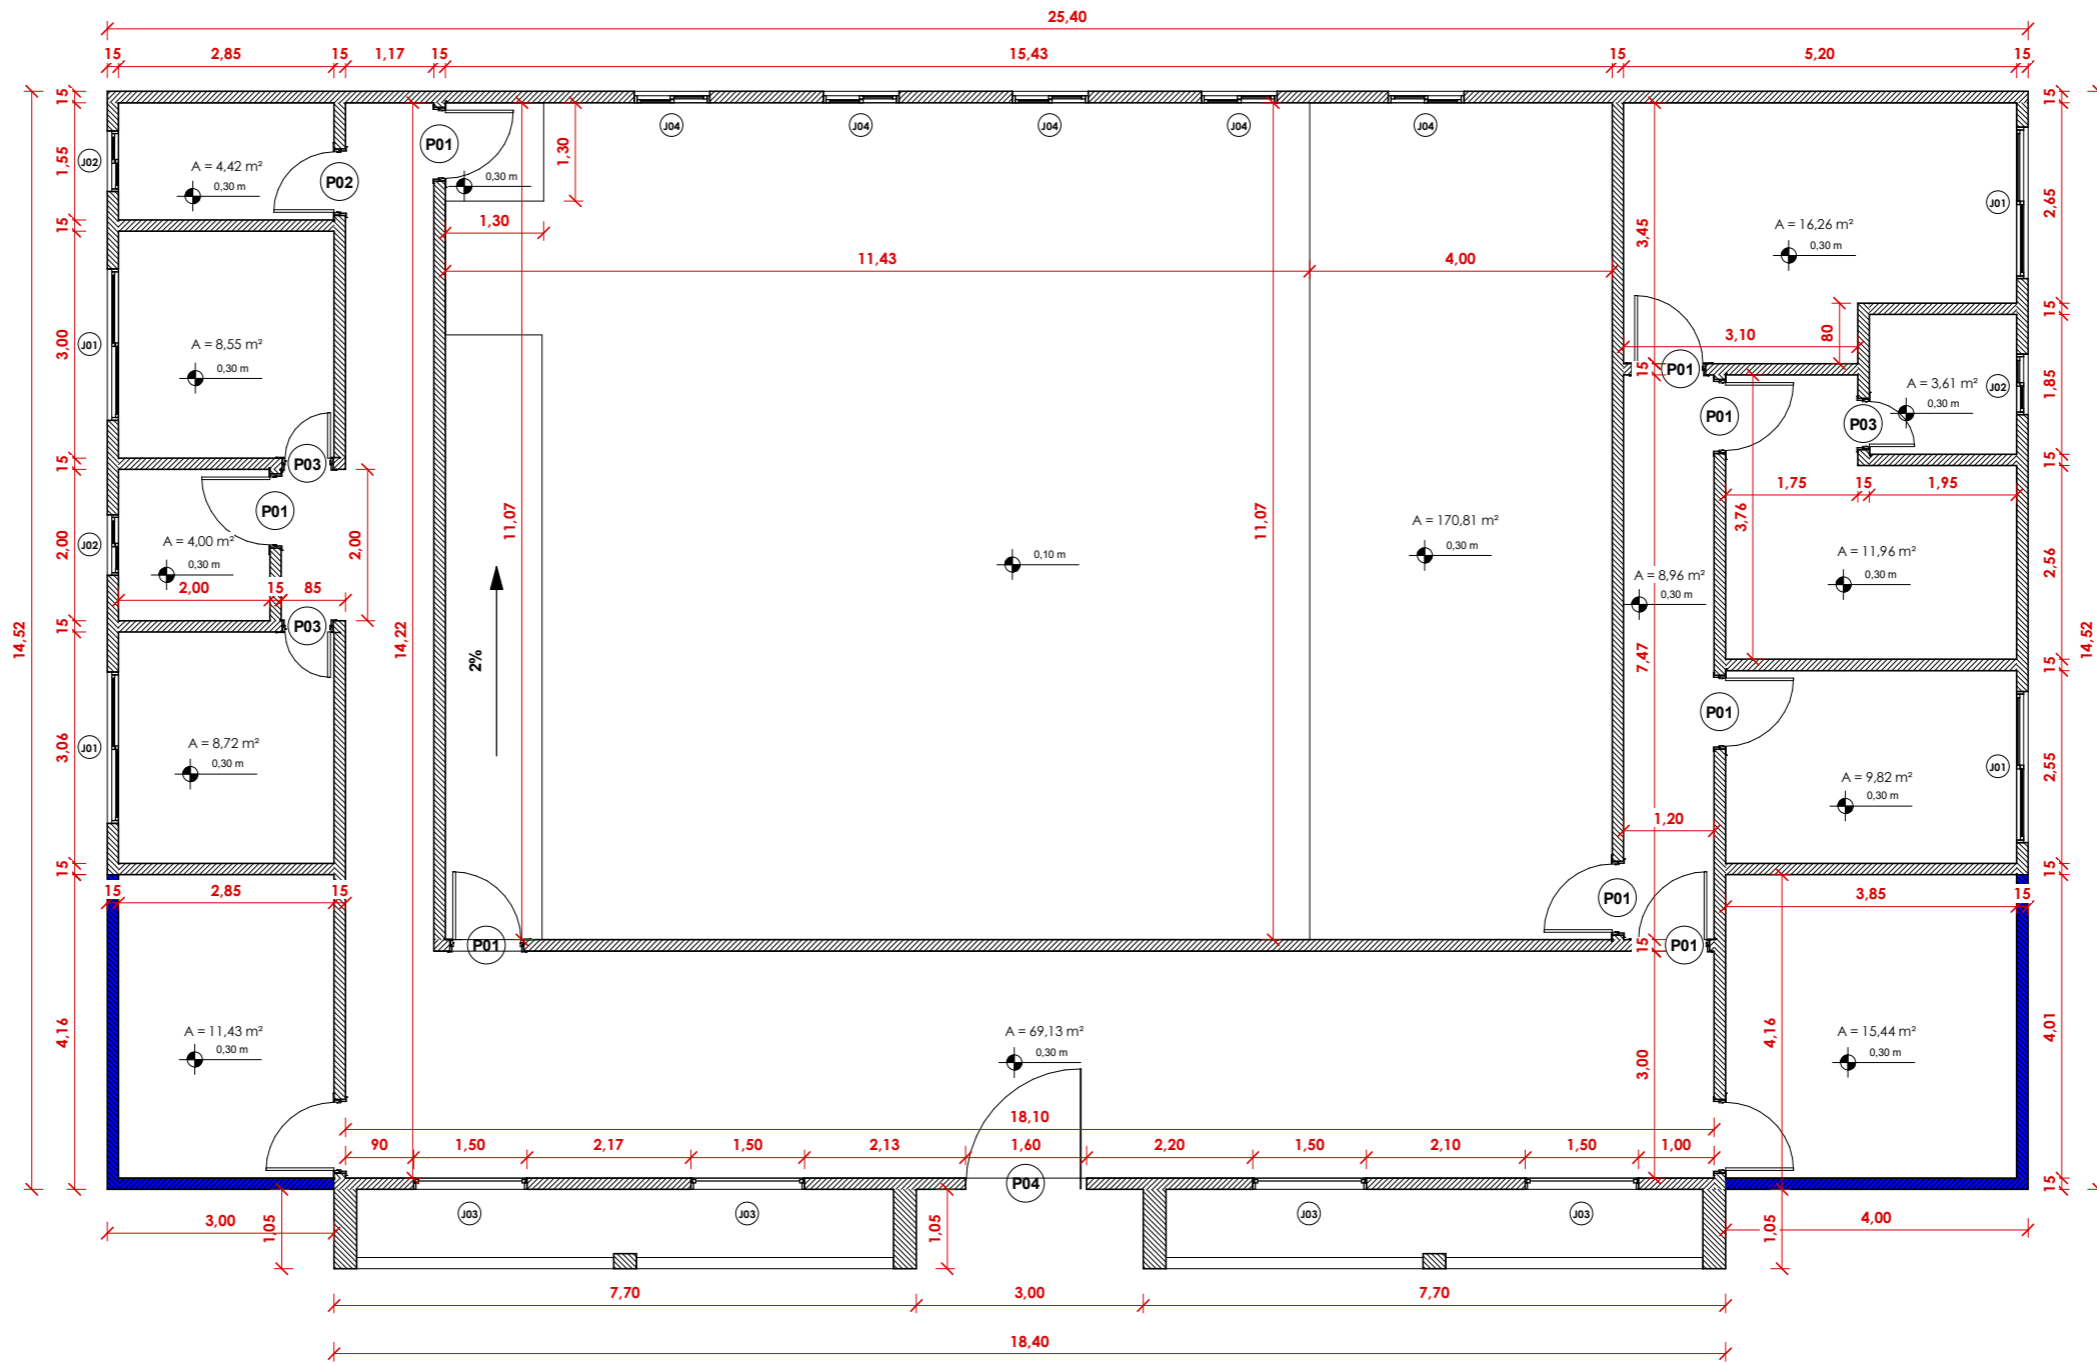 25,40
15 2,85 15 1,17 15 15,43 15 5,20 15
15 15
J04 J04 J04 J04 J04
P01
1,55 J02 A = 4,42 m² 0,30 m P02 0,30 m 1,30
15 1,30 15
3,45 A = 16,26 m² 0,30 m J01 2,65
11,43 4,00
3,00 J01 A = 8,55 m² 0,30 m
15 3,10 80 15
15 P01 A = 3,61 m² 0,30 m J02 1,85
P01 P03
15 P03 15
1,75 15 1,95
P01 11,07 11,07 3,76
2,00 J02 A = 4,00 m² 0,30 m 2,00
0,10 m A = 170,81 m² 0,30 m A = 11,96 m² 0,30 m 2,56
2,00 15 85 A = 8,96 m² 0,30 m
15 P03
14,52 14,22 2% 7,47 14,52
15 15
3,06 J01 A = 8,72 m² 0,30 m P01
A = 9,82 m² 0,30 m J01 2,55
1,20
15 15
15 2,85 15 P01 3,85 15
P01 15 P01
4,16 A = 11,43 m² 0,30 m A = 69,13 m² 0,30 m 3,00 4,16 A = 15,44 m² 0,30 m 4,01
18,10
90 1,50 2,17 1,50 2,13 1,60 2,20 1,50 2,10 1,50 1,00
P04 15
J03 J03 J03 J03
3,00 1,05 1,05 1,05 4,00
7,70 3,00 7,70
18,40